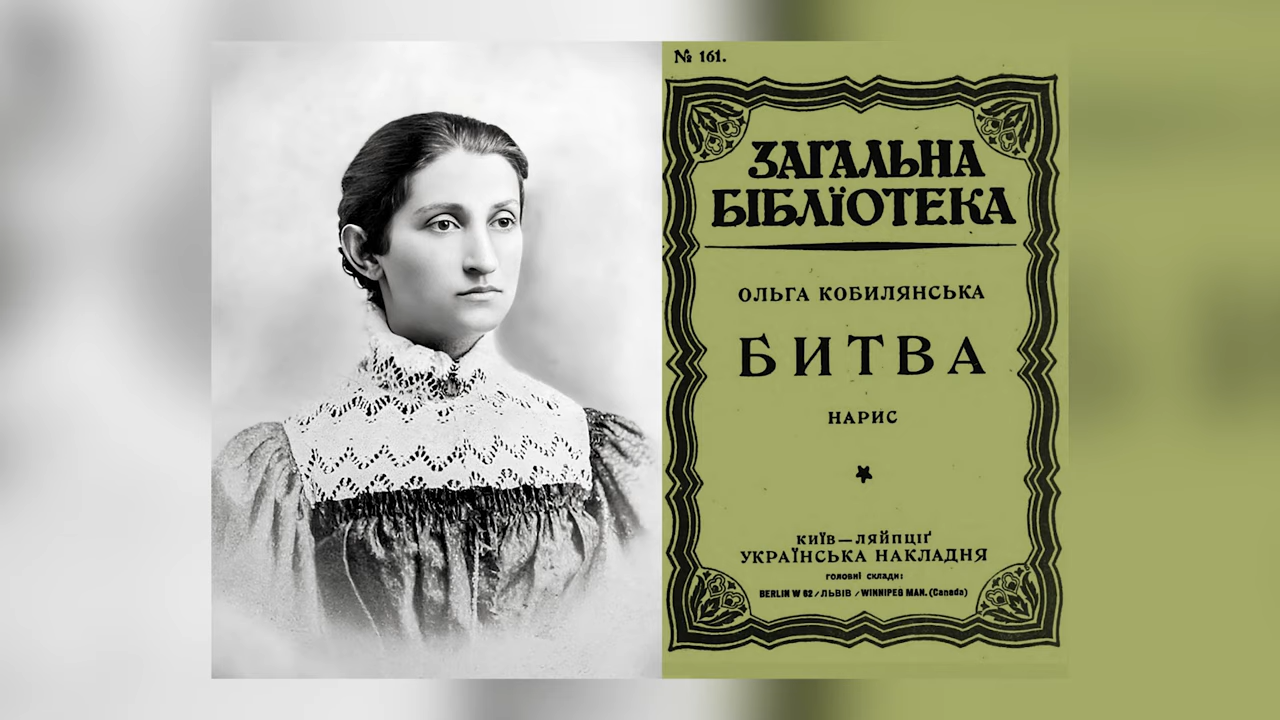 № 161.
ЗАГАЛЬНА
БІБЛЇОТЕКА
ОЛЬГА КОБИЛЯНСЬКА
БИТВА
НАРИС
КИЇВ—ЛЯЙПЦІҐ
УКРАЇНСЬКА НАКЛАДНЯ
ГОЛОВНІ СКЛАДИ:
BERLIN W 62 / ЛЬВІВ / WINNIPEG MAN. (Canada)